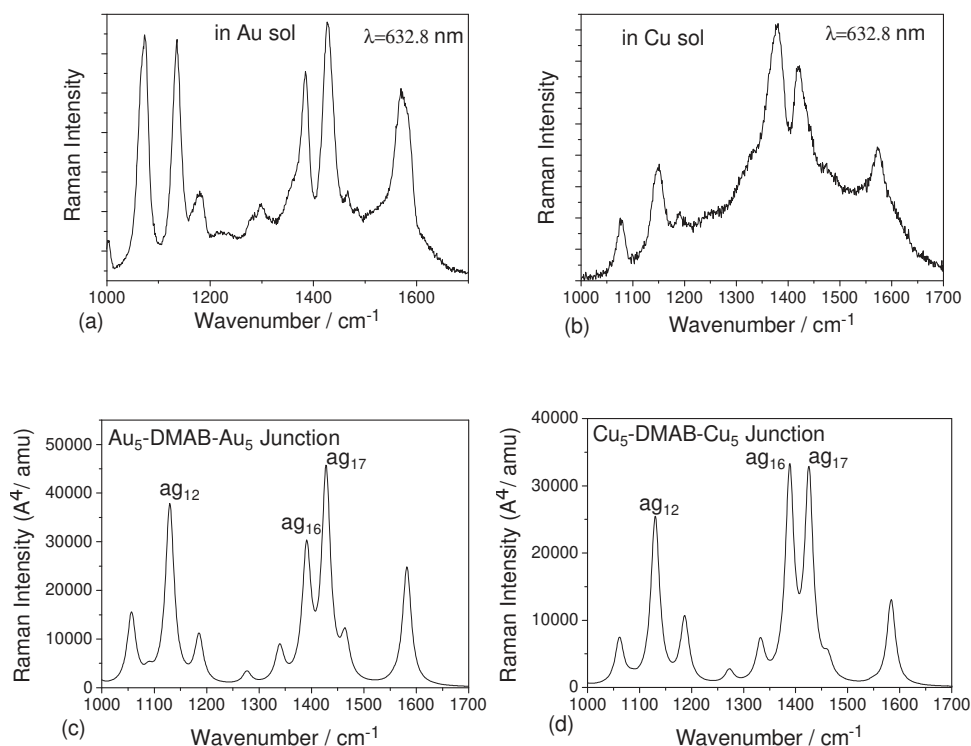 in Au sol
λ=632.8 nm
Raman Intensity
1000 1200 1400 1600
(a)
Wavenumber / cm⁻¹
in Cu sol
λ=632.8 nm
Raman Intensity
1000 1100 1200 1300 1400 1500 1600 1700
(b)
Wavenumber / cm⁻¹
Au₅-DMAB-Au₅ Junction
ag₁₂
ag₁₆
ag₁₇
Raman Intensity (A⁴/ amu)
50000
40000
30000
20000
10000
0
1000 1100 1200 1300 1400 1500 1600 1700
(c)
Wavenumber / cm⁻¹
Cu₅-DMAB-Cu₅ Junction
ag₁₆
ag₁₇
ag₁₂
Raman Intensity (A⁴/ amu)
40000
30000
20000
10000
0
1000 1100 1200 1300 1400 1500 1600 1700
(d)
Wavenumber / cm⁻¹